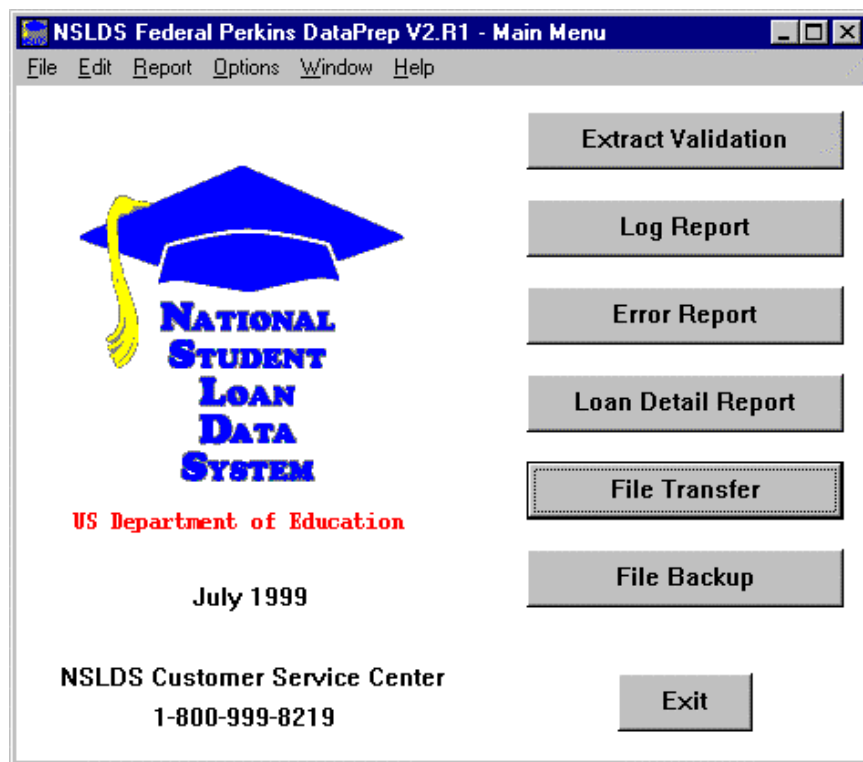 NSLDS Federal Perkins DataPrep V2.R1 - Main Menu
File Edit Report Options Window Help
NATIONAL
STUDENT
LOAN
DATA
SYSTEM
US Department of Education
July 1999
NSLDS Customer Service Center
1-800-999-8219
Extract Validation
Log Report
Error Report
Loan Detail Report
File Transfer
File Backup
Exit